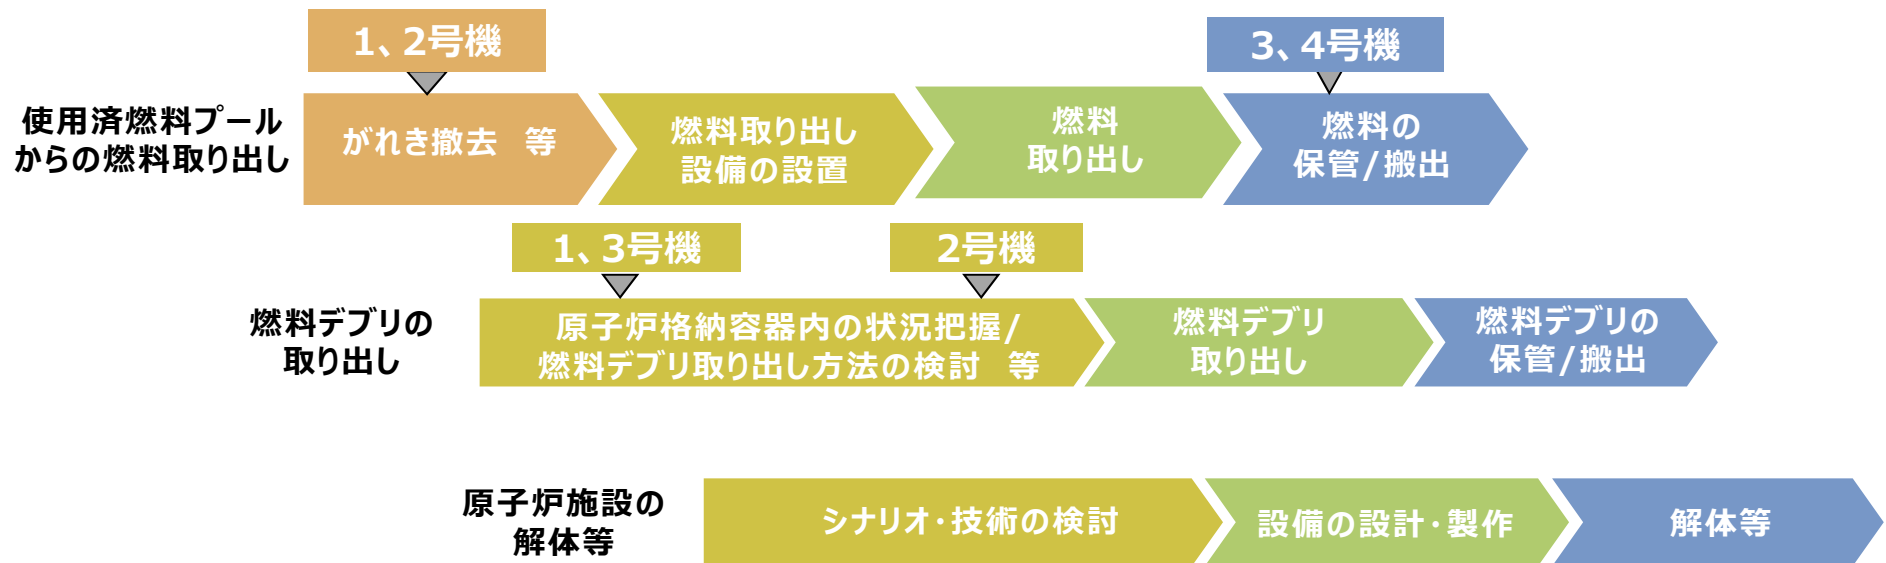 1、2号機
3、4号機
使用済燃料プール
からの燃料取り出し
がれき撤去　等
燃料取り出し
設備の設置
燃料
取り出し
燃料の
保管/搬出
1、3号機
2号機
燃料デブリの
取り出し
原子炉格納容器内の状況把握/
燃料デブリ取り出し方法の検討　等
燃料デブリ
取り出し
燃料デブリの
保管/搬出
原子炉施設の
解体等
シナリオ・技術の検討
設備の設計・製作
解体等